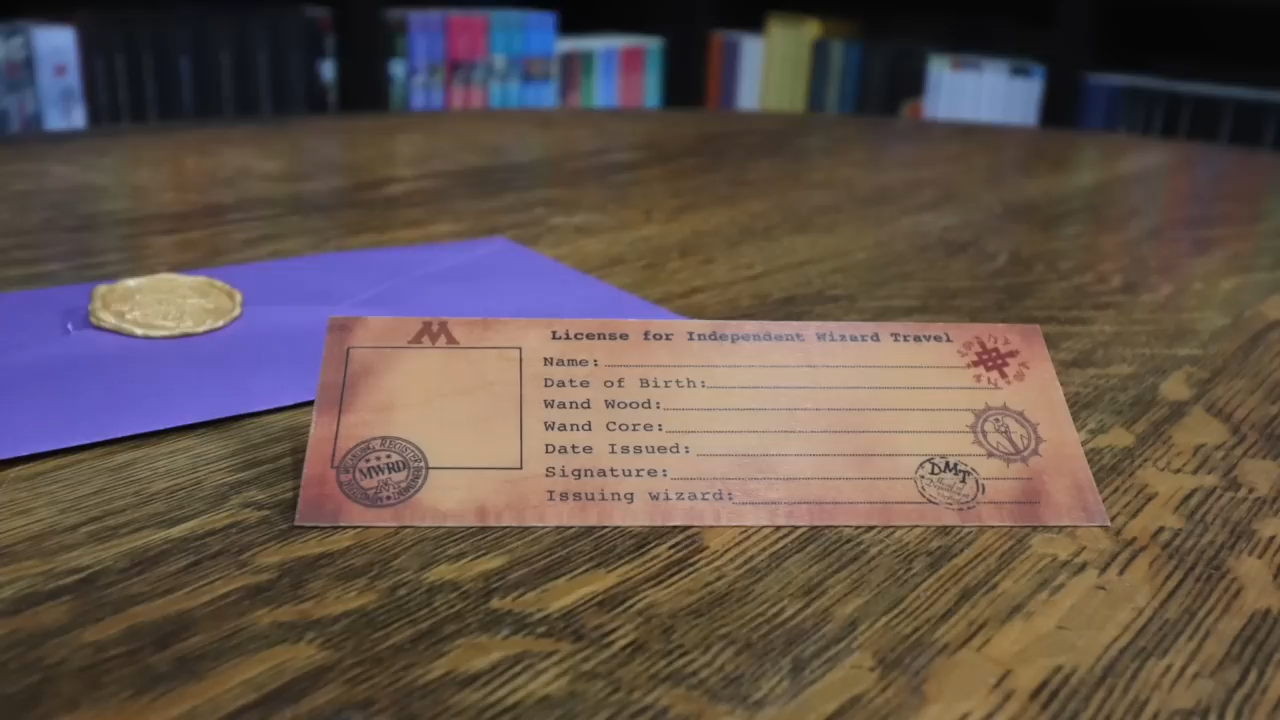 M
License for Independent Wizard Travel
Name:
Date of Birth:
Wand Wood:
Wand Core:
Date Issued:
Signature:
Issuing wizard:
MWRD
DMT